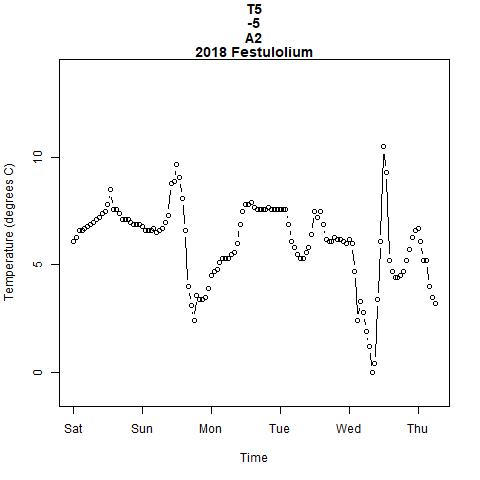 T5
-5
A2
2018 Festulolium
Temperature (degrees C)
10
5
0
Sat Sun Mon Tue Wed Thu
Time